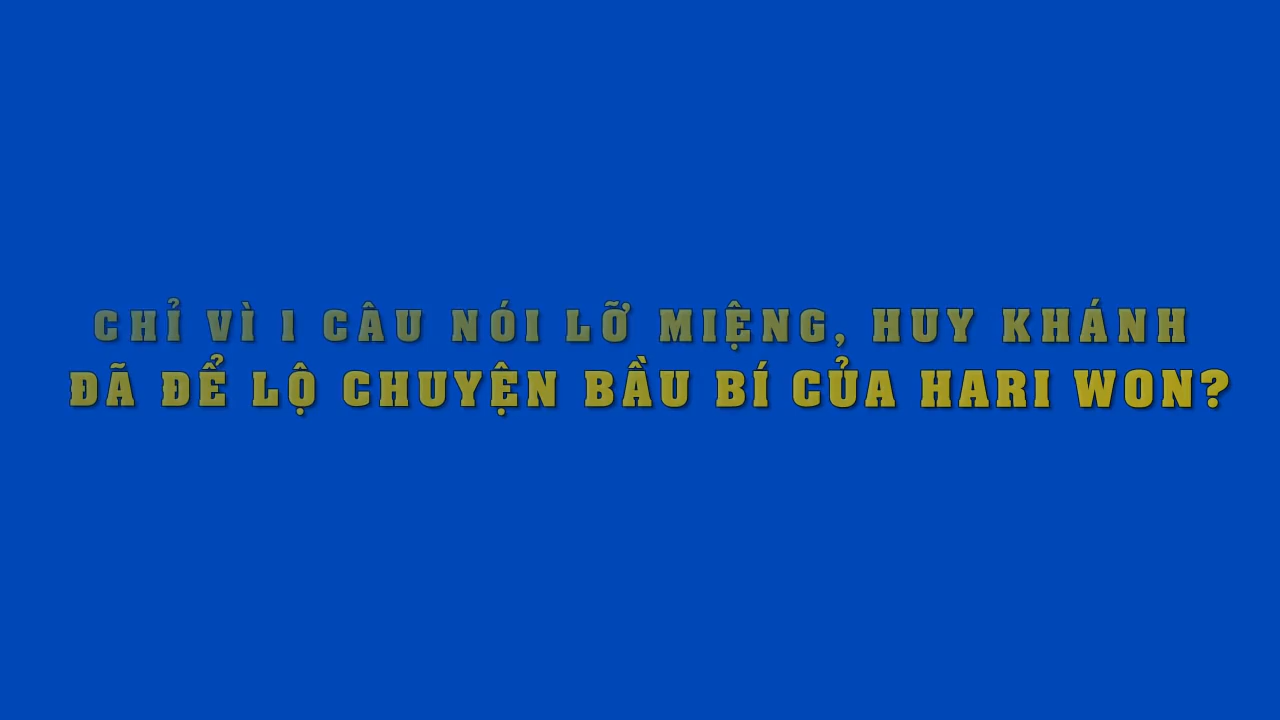 CHỈ VÌ 1 CÂU NÓI LỠ MIỆNG, HUY KHÁNH
ĐÃ ĐỂ LỘ CHUYỆN BẦU BÍ CỦA HARI WON?